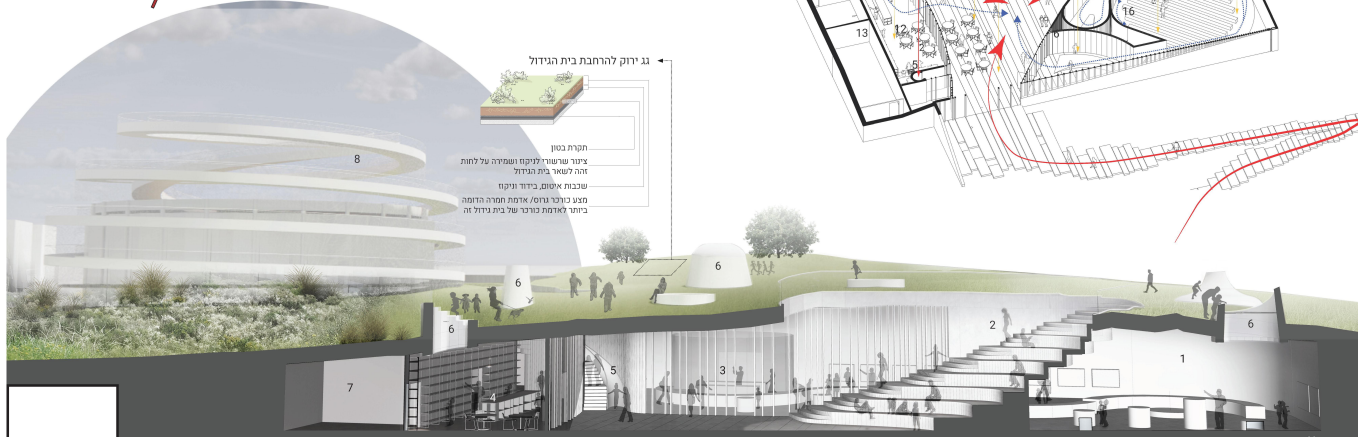 13
12
2
5
6
16
גג ירוק להרחבת בית הגידול
תקרת בטון
צינור שרשורי לניקוז ושמירה על לחות
זהה לשאר בית הגידול
שכבות איטום, בידוד וניקוז
מצע כורכר גרוס/ אדמת חמרה הדומה
ביותר לאדמת כורכר של בית גידול זה
8
6
6
6
6
2
1
7
4
5
3